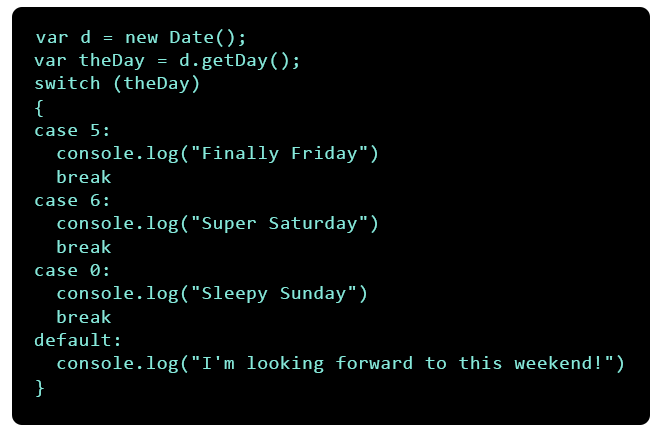 var d = new Date();
var theDay = d.getDay();
switch (theDay)
{
case 5:
  console.log("Finally Friday")
  break
case 6:
  console.log("Super Saturday")
  break
case 0:
  console.log("Sleepy Sunday")
  break
default:
  console.log("I'm looking forward to this weekend!")
}